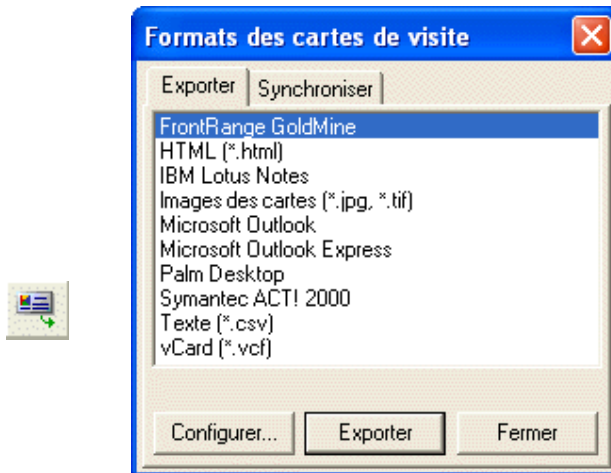 Formats des cartes de visite
Exporter Synchroniser
FrontRange GoldMine
HTML (*.html)
IBM Lotus Notes
Images des cartes (*.jpg, *.tif)
Microsoft Outlook
Microsoft Outlook Express
Palm Desktop
Symantec ACT! 2000
Texte (*.csv)
vCard (*.vcf)
Configurer... Exporter Fermer